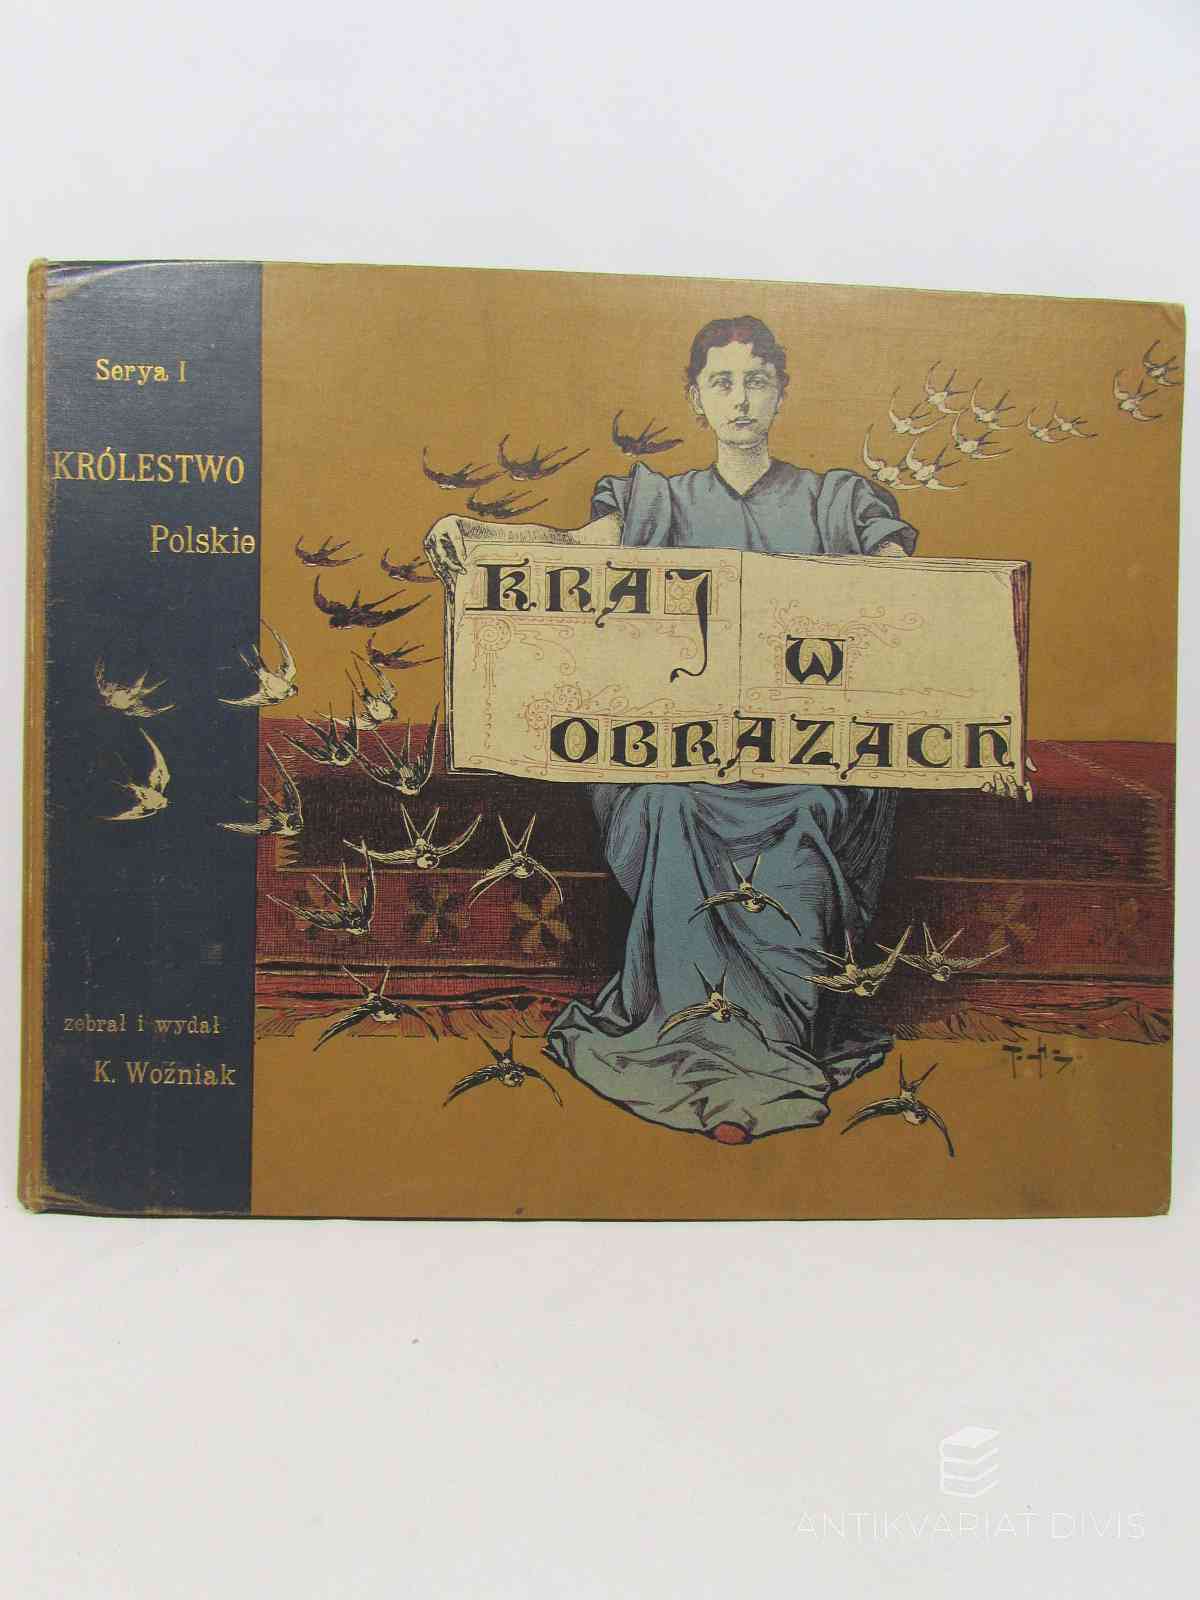 Serya I
KRÓLESTWO
Polskie
zebrał i wydał
K. Woźniak
KRAJ
W
OBRAZACH
ANTIKVARIAT DIVIS